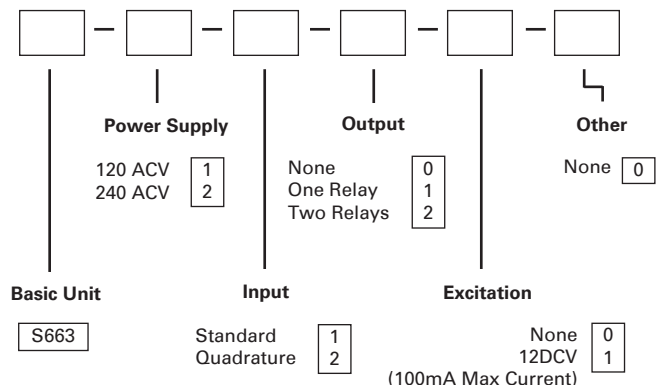 Power Supply
120 ACV 1
240 ACV 2
Output
None 0
One Relay 1
Two Relays 2
Other
None 0
Basic Unit
S663
Input
Standard 1
Quadrature 2
Excitation
None 0
12DCV 1
(100mA Max Current)